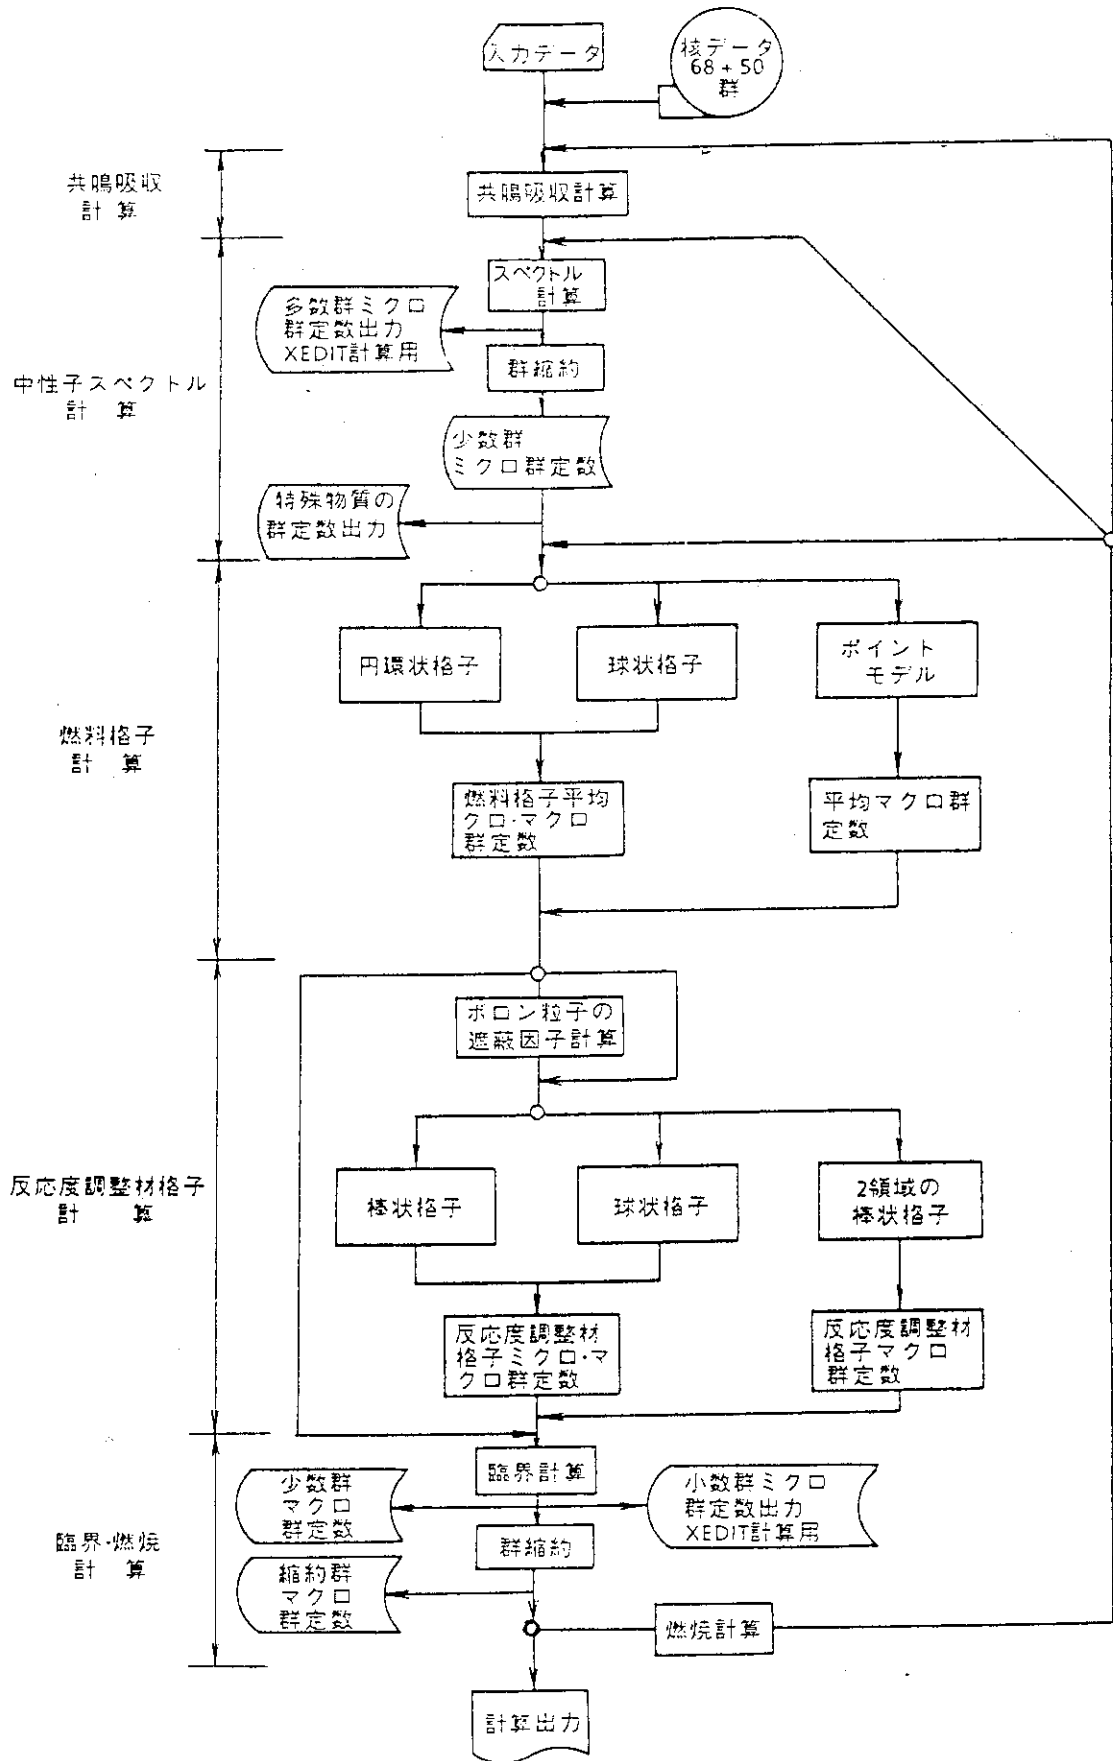 入力データ
核データ
68+50
群
共鳴吸収
計算
共鳴吸収計算
スペクトル
計算
多数群ミクロ
群定数出力
XEDIT計算用
群縮約
中性子スペクトル
計算
少数群
ミクロ群定数
特殊物質の
群定数出力
円環状格子
球状格子
ポイント
モデル
燃料格子
計算
燃料格子平均
クロ・マクロ
群定数
平均マクロ群
定数
ボロン粒子の
遮蔽因子計算
反応度調整材格子
計算
棒状格子
球状格子
2領域の
棒状格子
反応度調整材
格子ミクロ・マ
クロ群定数
反応度調整材
格子マクロ
群定数
臨界計算
少数群
マクロ
群定数
小数群ミクロ
群定数出力
XEDIT計算用
臨界・燃焼
計算
群縮約
縮約群
マクロ
群定数
燃焼計算
計算出力